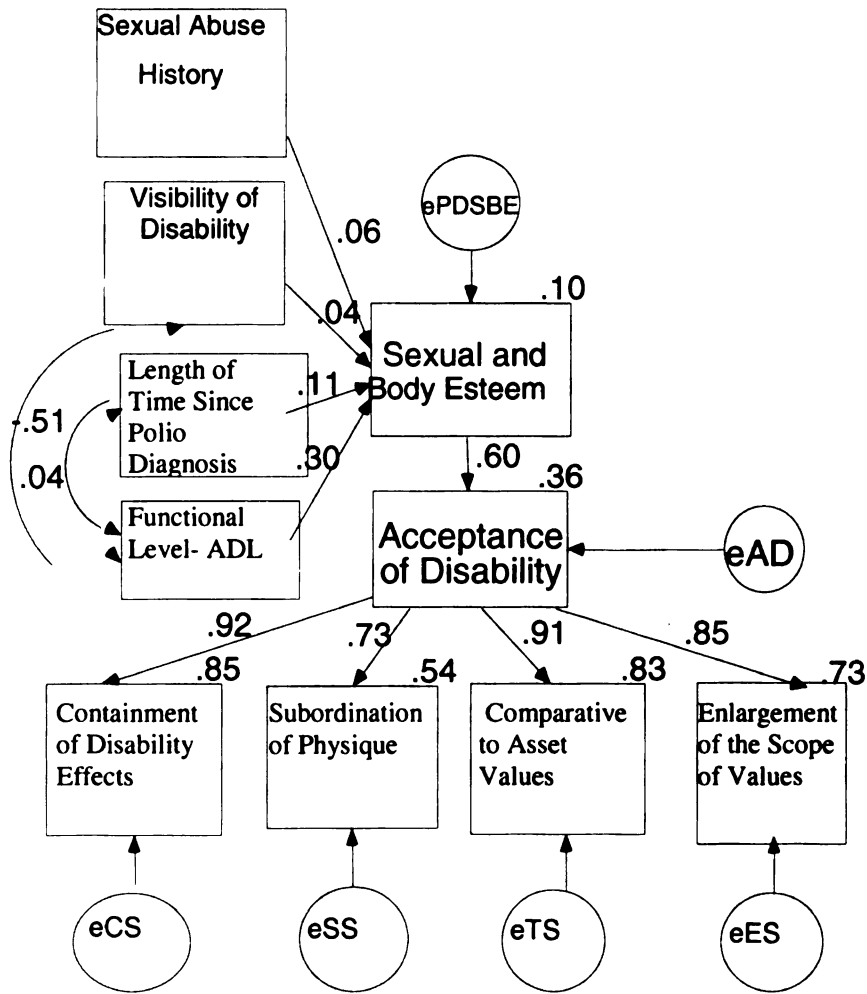 Sexual Abuse
History
Visibility of
Disability
ePDSBE
.06
.10
.04
Sexual and
Body Esteem
Length of
Time Since
Polio
Diagnosis
.11
-.51
.04
.30
.60
.36
Functional
Level- ADL
Acceptance
of Disability
eAD
.92
.73
.91
.85
.85
.54
.83
.73
Containment
of Disability
Effects
Subordination
of Physique
Comparative
to Asset
Values
Enlargement
of the Scope
of Values
eCS
eSS
eTS
eES